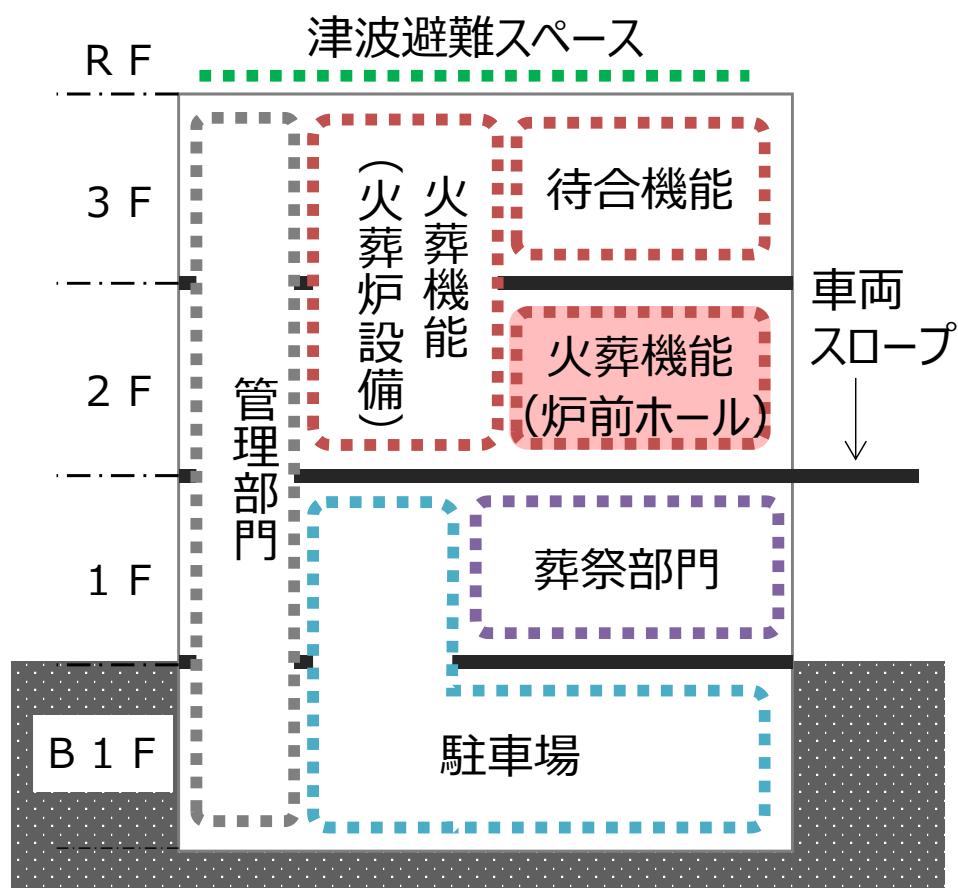 津波避難スペース
RF
3F
2F
1F
B1F
管理部門
火葬機能
（火葬炉設備）
待合機能
火葬機能
（炉前ホール）
車両
スロープ
葬祭部門
駐車場